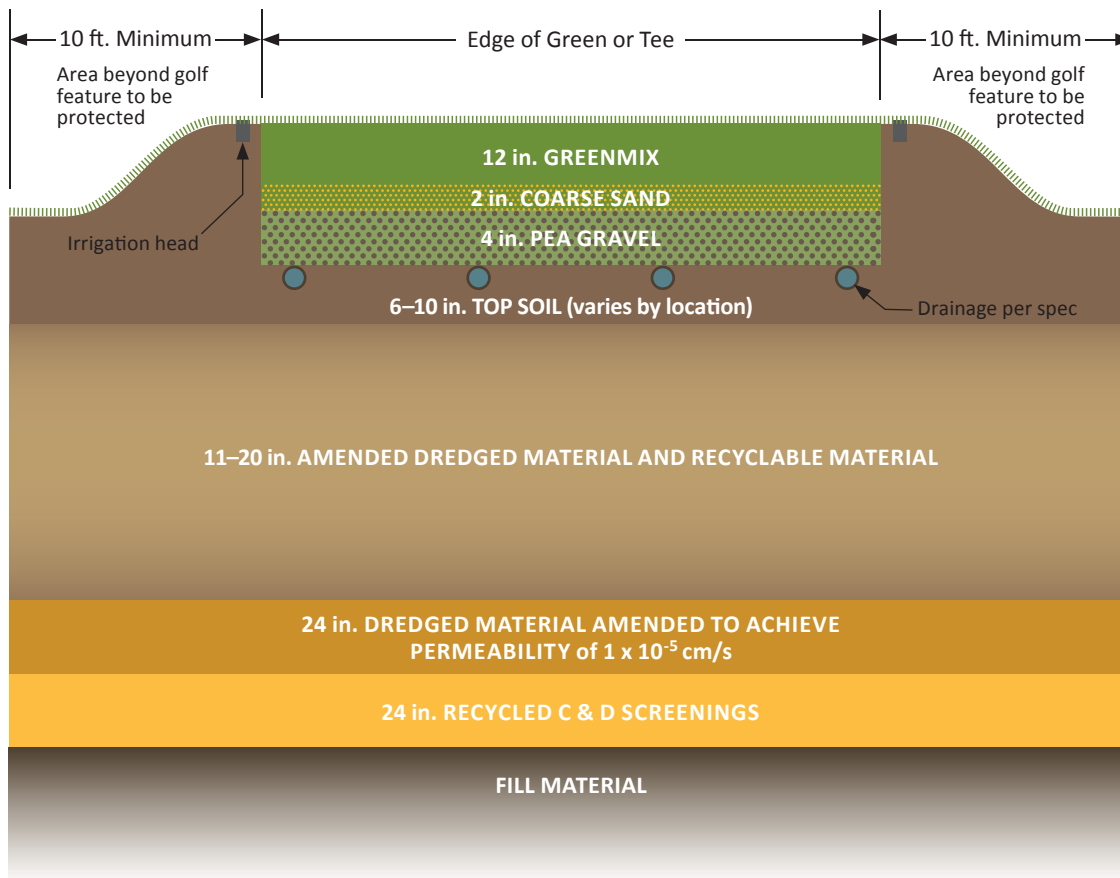 10 ft. Minimum
Edge of Green or Tee
10 ft. Minimum
Area beyond golf
feature to be
protected
Area beyond golf
feature to be
protected
12 in. GREENMIX
2 in. COARSE SAND
4 in. PEA GRAVEL
Irrigation head
6–10 in. TOP SOIL (varies by location)
Drainage per spec
11–20 in. AMENDED DREDGED MATERIAL AND RECYCLABLE MATERIAL
24 in. DREDGED MATERIAL AMENDED TO ACHIEVE
PERMEABILITY of 1 x 10⁻⁵ cm/s
24 in. RECYCLED C & D SCREENINGS
FILL MATERIAL